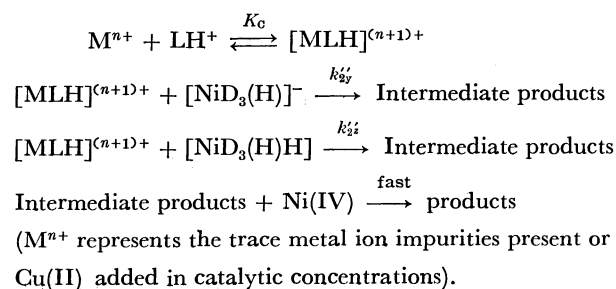 Mⁿ⁺ + LH⁺ ⇌ [MLH]⁽ⁿ⁺¹⁾⁺ K_C
[MLH]⁽ⁿ⁺¹⁾⁺ + [NiD₃(H)]⁻ —k''₂y→ Intermediate products
[MLH]⁽ⁿ⁺¹⁾⁺ + [NiD₃(H)H] —k''₂z→ Intermediate products
Intermediate products + Ni(IV) —fast→ products
(Mⁿ⁺ represents the trace metal ion impurities present or
Cu(II) added in catalytic concentrations).